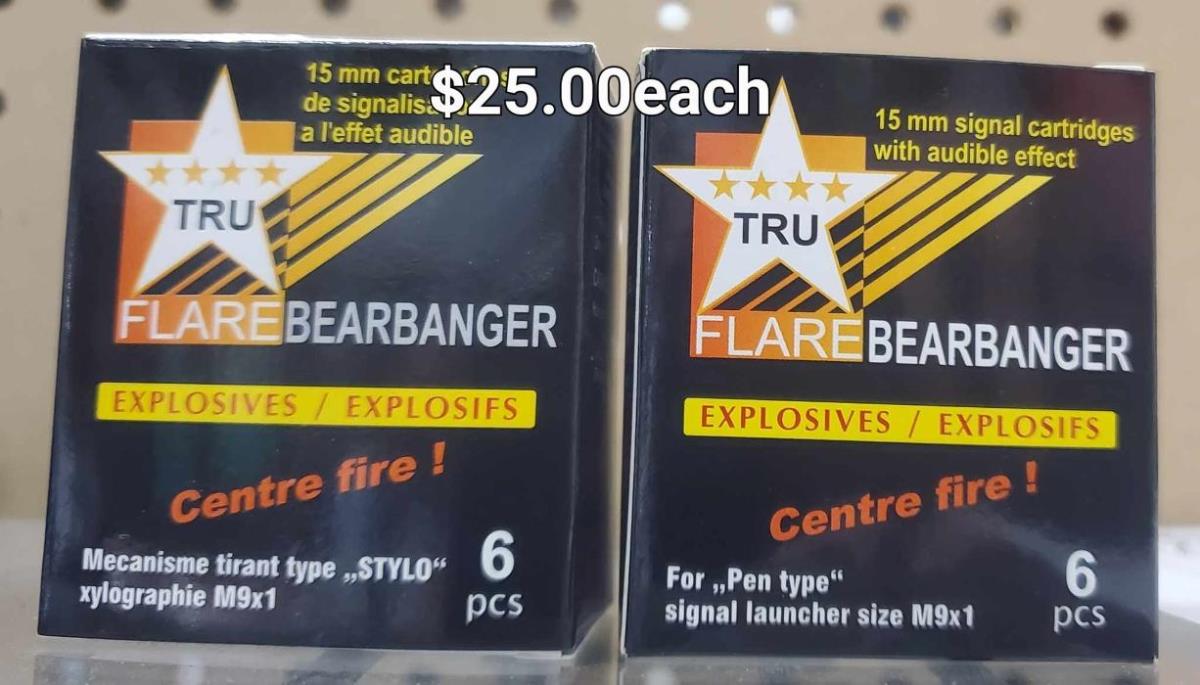 $25.00each
15 mm
de
a l'effet audible
TRU
FLAREBEARBANGER
EXPLOSIVES / EXPLOSIFS
Centre fire !
Mecanisme tirant type „STYLO“
xylographie M9x1
6
pcs
15 mm signal cartridges
with audible effect
TRU
FLAREBEARBANGER
EXPLOSIVES / EXPLOSIFS
Centre fire !
For „Pen type“
signal launcher size M9x1
6
pcs